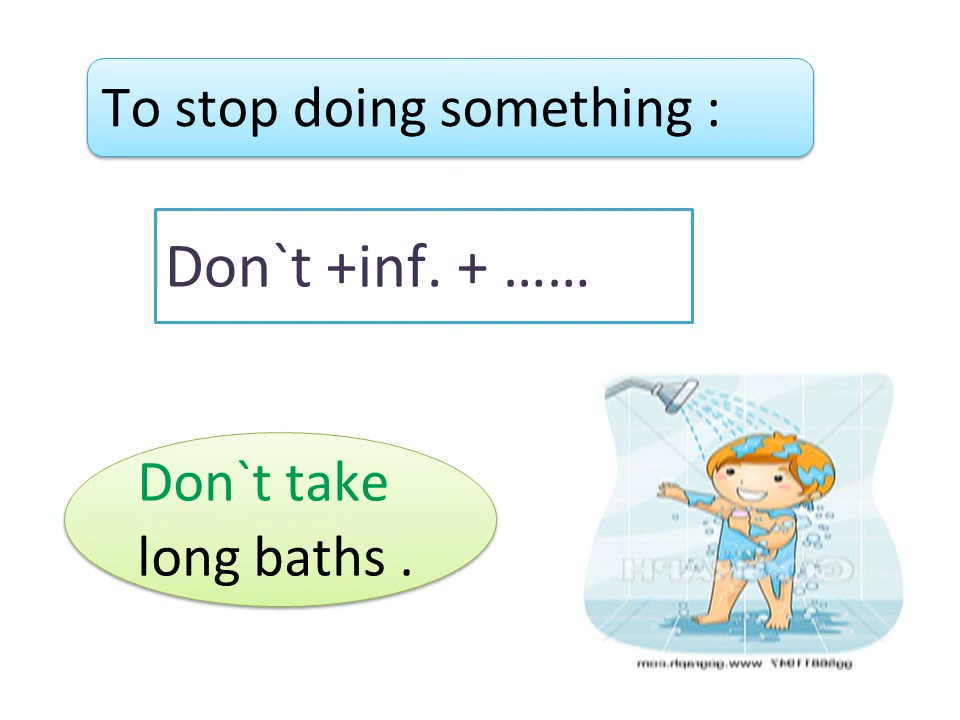 To stop doing something :
Don`t +inf. + ……
Don`t take
long baths .